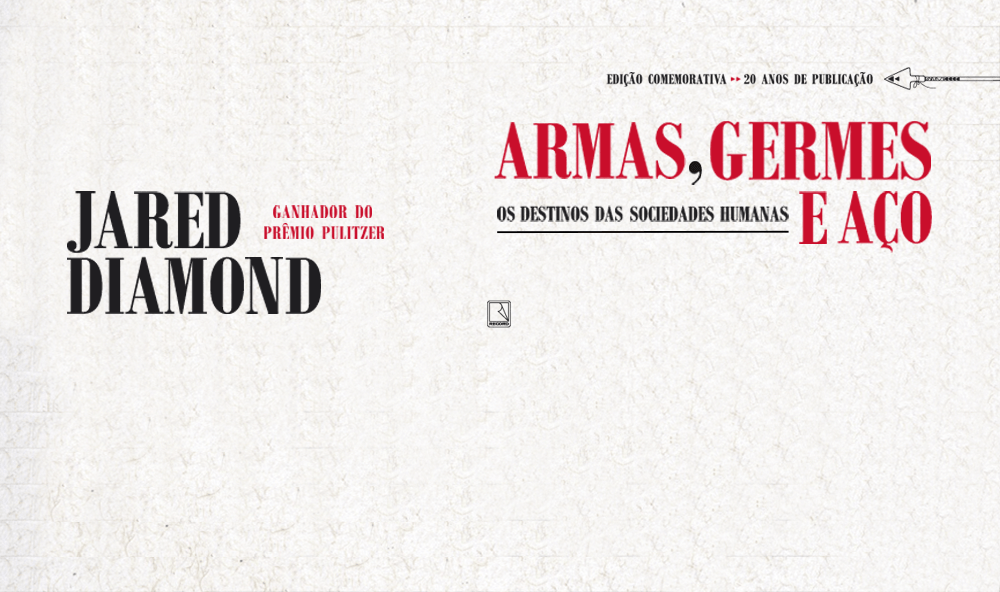 EDIÇÃO COMEMORATIVA ▸▸ 20 ANOS DE PUBLICAÇÃO
ARMAS, GERMES
E AÇO
OS DESTINOS DAS SOCIEDADES HUMANAS
JARED
DIAMOND
GANHADOR DO
PRÊMIO PULITZER
RECORD